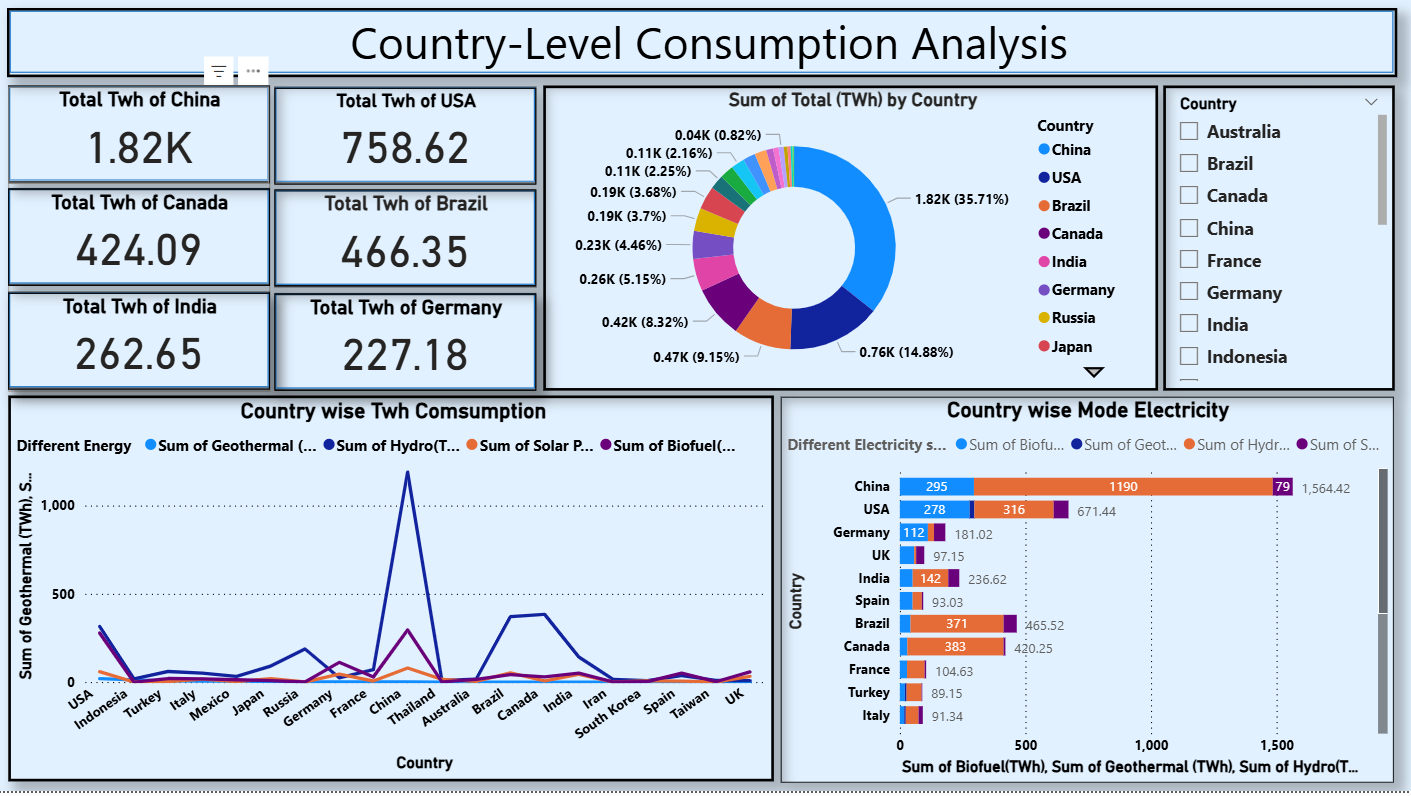 Country-Level Consumption Analysis
Total Twh of China
1.82K
Total Twh of USA
758.62
Total Twh of Canada
424.09
Total Twh of Brazil
466.35
Total Twh of India
262.65
Total Twh of Germany
227.18
Sum of Total (TWh) by Country
0.04K (0.82%)
0.11K (2.16%)
0.11K (2.25%)
0.19K (3.68%)
0.19K (3.7%)
0.23K (4.46%)
0.26K (5.15%)
0.42K (8.32%)
0.47K (9.15%)
0.76K (14.88%)
1.82K (35.71%)
Country
China
USA
Brazil
Canada
India
Germany
Russia
Japan
Country
Australia
Brazil
Canada
China
France
Germany
India
Indonesia
Country wise Twh Comsumption
Different Energy Sum of Geothermal (... Sum of Hydro(T... Sum of Solar P... Sum of Biofuel(...
Sum of Geothermal (TWh), S...
1,000
500
0
USA
Indonesia
Turkey
Italy
Mexico
Japan
Russia
Germany
France
China
Thailand
Australia
Brazil
Canada
India
Iran
South Korea
Spain
Taiwan
UK
Country
Country wise Mode Electricity
Different Electricity s... Sum of Biofu... Sum of Geot... Sum of Hydr... Sum of S...
Country
China 295 1190 79 1,564.42
USA 278 316 671.44
Germany 112 181.02
UK 97.15
India 142 236.62
Spain 93.03
Brazil 371 465.52
Canada 383 420.25
France 104.63
Turkey 89.15
Italy 91.34
0 500 1,000 1,500
Sum of Biofuel(TWh), Sum of Geothermal (TWh), Sum of Hydro(T...